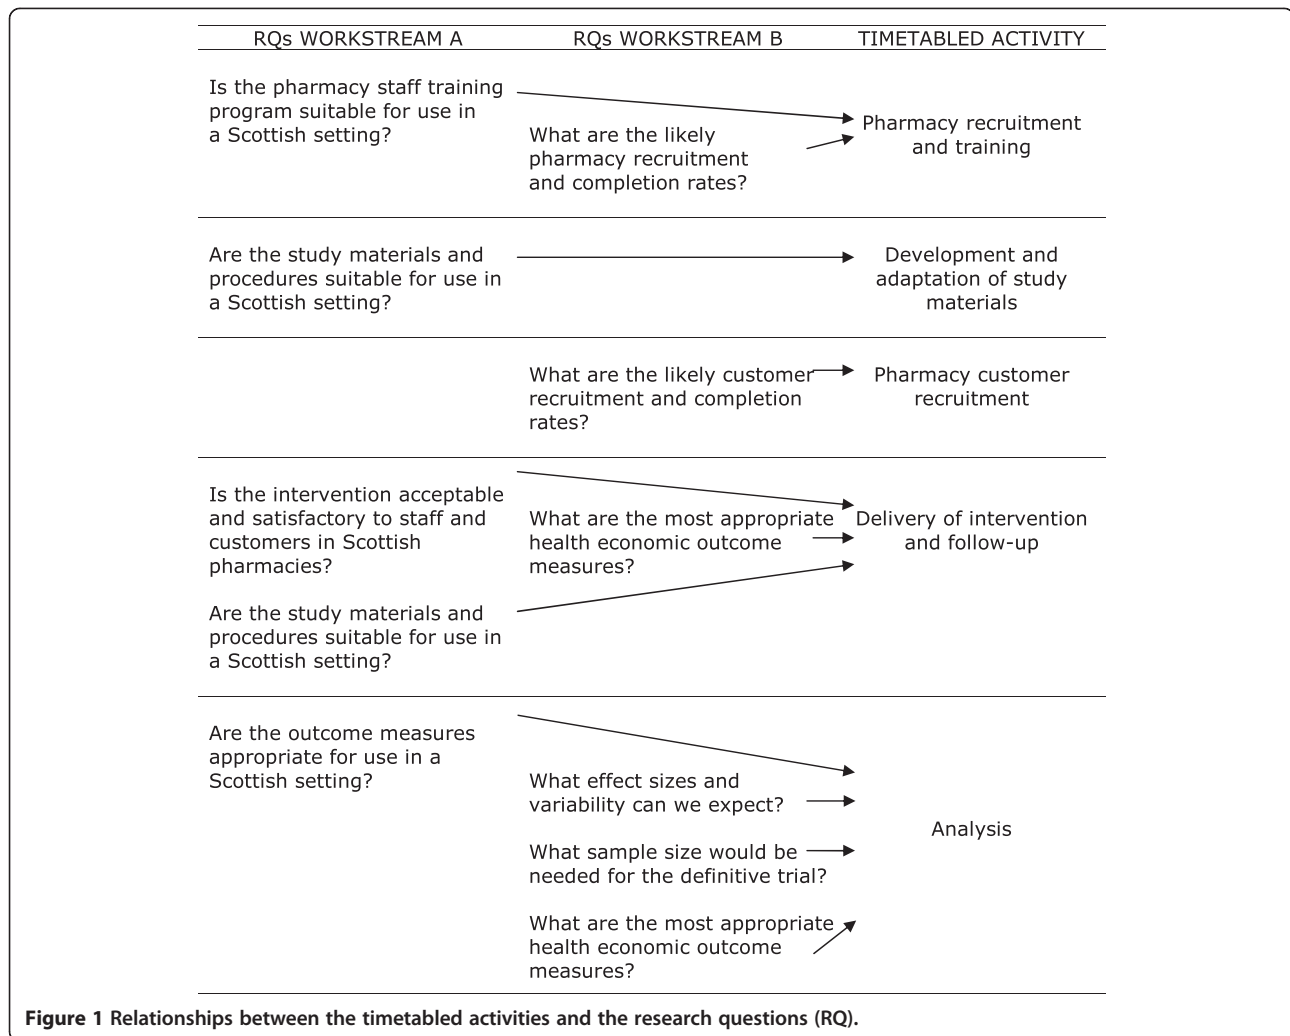 RQs WORKSTREAM A
RQs WORKSTREAM B
TIMETABLED ACTIVITY
Is the pharmacy staff training
program suitable for use in
a Scottish setting?
What are the likely
pharmacy recruitment
and completion rates?
Pharmacy recruitment
and training
Are the study materials and
procedures suitable for use in
a Scottish setting?
Development and
adaptation of study
materials
What are the likely customer
recruitment and completion
rates?
Pharmacy customer
recruitment
Is the intervention acceptable
and satisfactory to staff and
customers in Scottish
pharmacies?
Are the study materials and
procedures suitable for use in
a Scottish setting?
What are the most appropriate
health economic outcome
measures?
Delivery of intervention
and follow-up
Are the outcome measures
appropriate for use in a
Scottish setting?
What effect sizes and
variability can we expect?
What sample size would be
needed for the definitive trial?
What are the most appropriate
health economic outcome
measures?
Analysis
Figure 1 Relationships between the timetabled activities and the research questions (RQ).